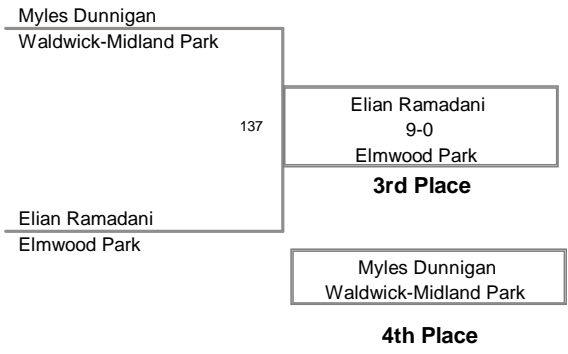 Myles Dunnigan
Waldwick-Midland Park
137
Elian Ramadani
9-0
Elmwood Park
3rd Place
Elian Ramadani
Elmwood Park
Myles Dunnigan
Waldwick-Midland Park
4th Place